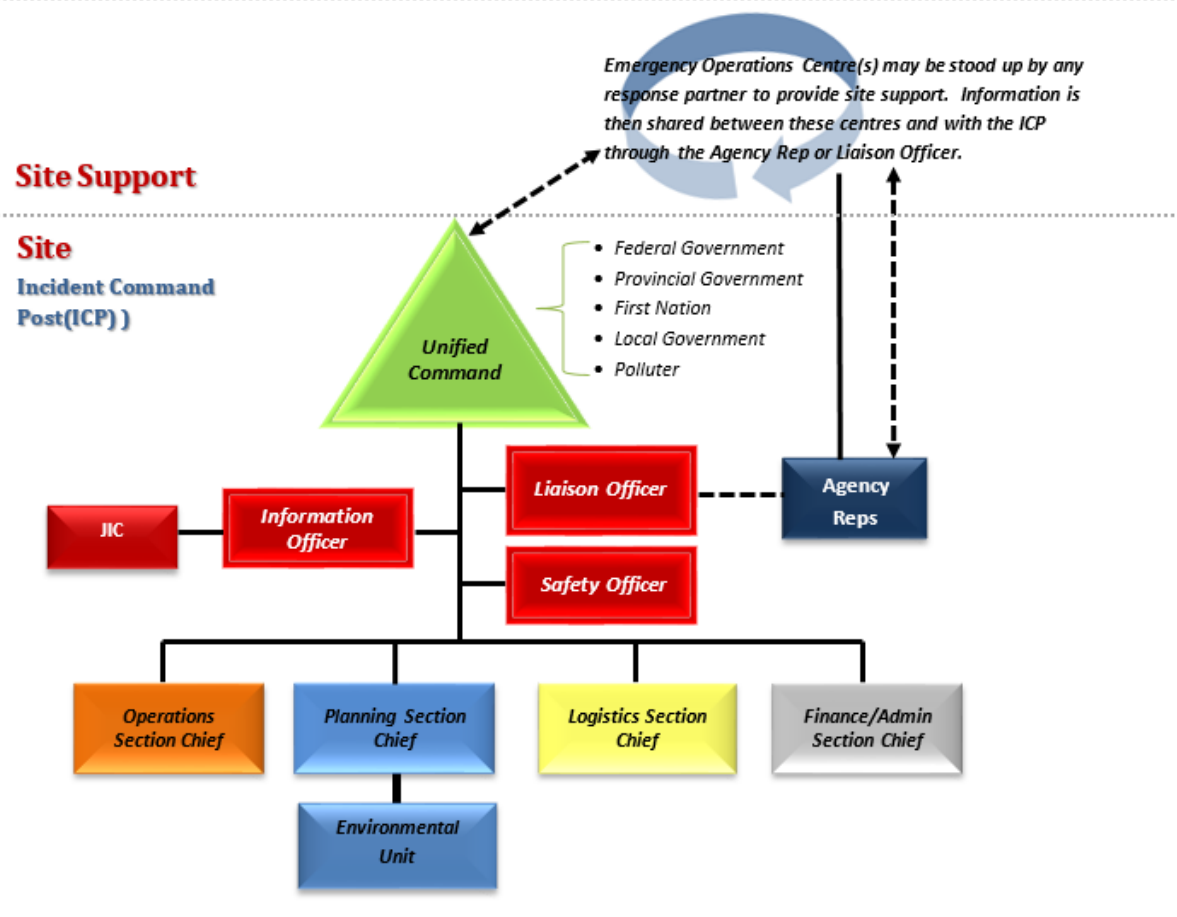 Emergency Operations Centre(s) may be stood up by any
response partner to provide site support. Information is
then shared between these centres and with the ICP
through the Agency Rep or Liaison Officer.
Site Support
Site
Incident Command
Post(ICP) )
• Federal Government
• Provincial Government
• First Nation
• Local Government
• Polluter
Unified
Command
Liaison Officer
Agency
Reps
JIC
Information
Officer
Safety Officer
Operations
Section Chief
Planning Section
Chief
Logistics Section
Chief
Finance/Admin
Section Chief
Environmental
Unit